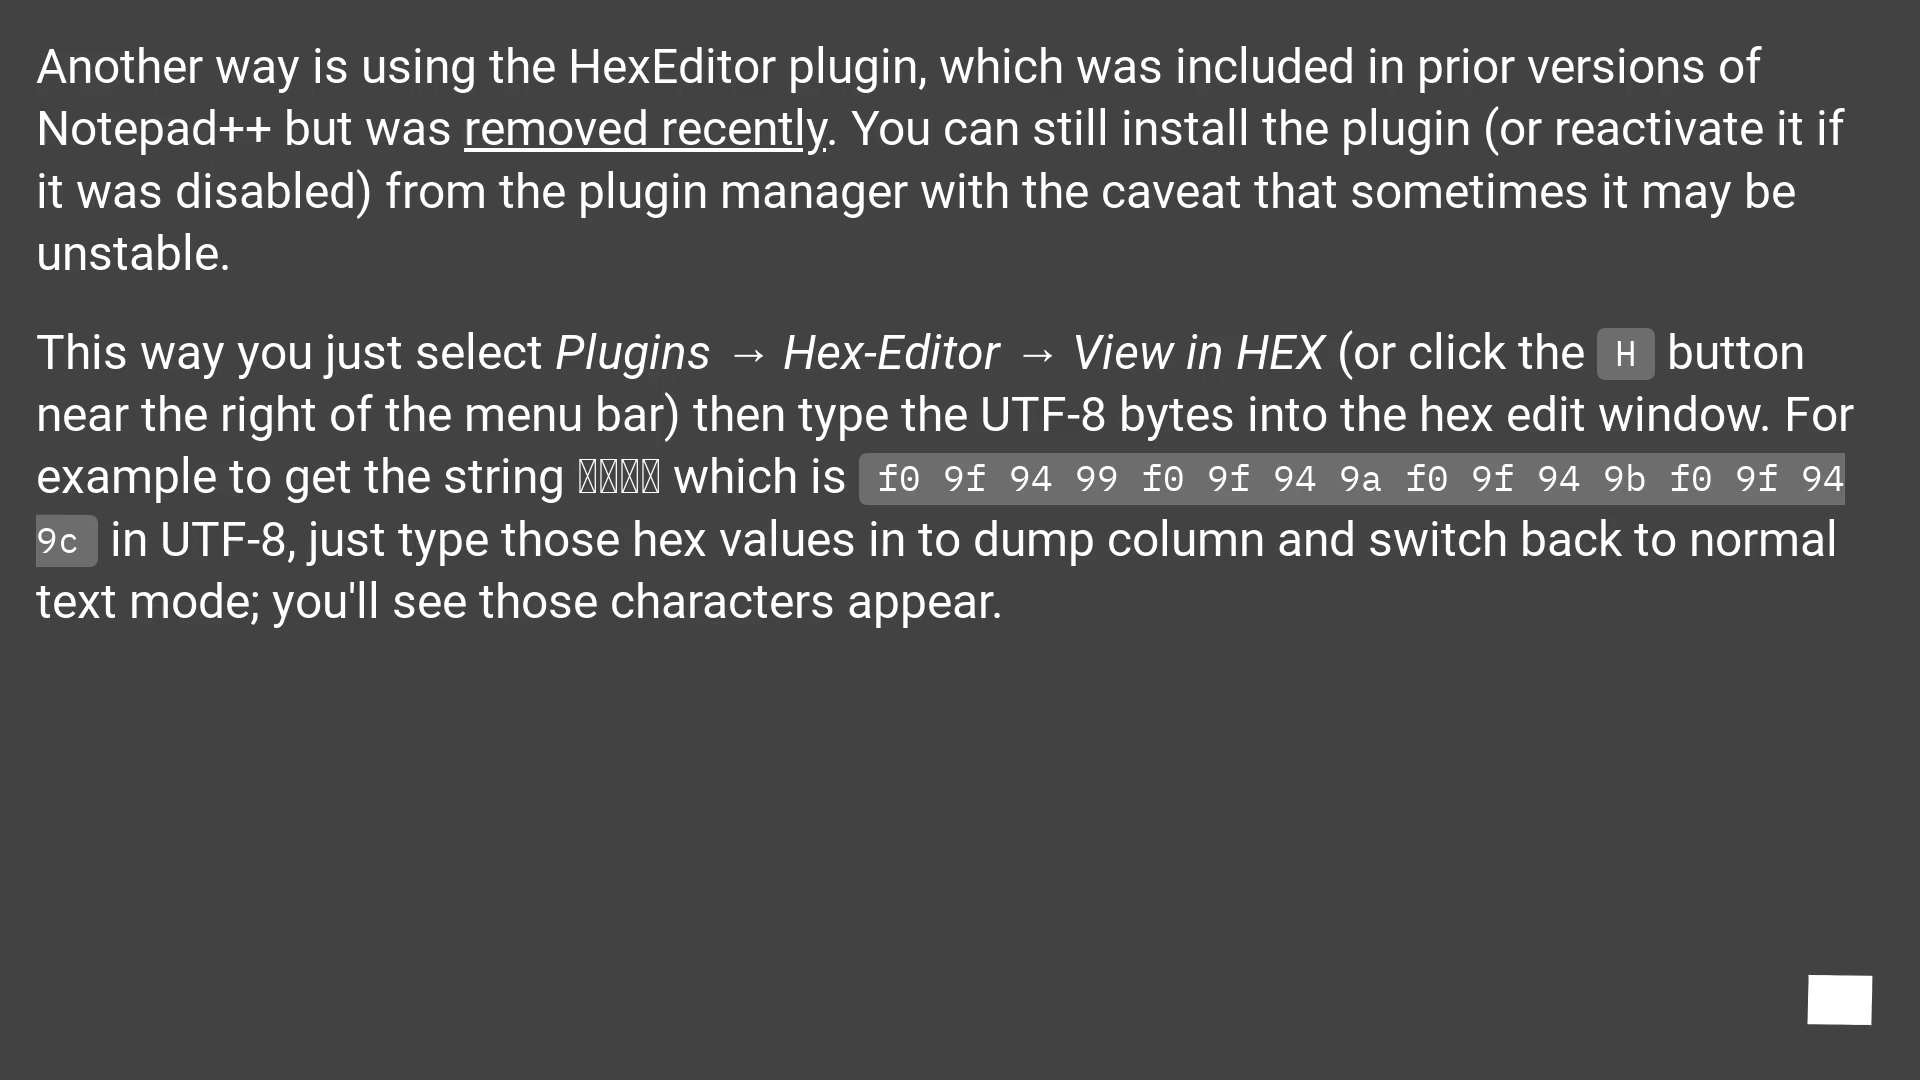 Another way is using the HexEditor plugin, which was included in prior versions of
Notepad++ but was removed recently. You can still install the plugin (or reactivate it if
it was disabled) from the plugin manager with the caveat that sometimes it may be
unstable.
This way you just select Plugins → Hex-Editor → View in HEX (or click the H button
near the right of the menu bar) then type the UTF-8 bytes into the hex edit window. For
example to get the string which is f0 9f 94 99 f0 9f 94 9a f0 9f 94 9b f0 9f 94
9c in UTF-8, just type those hex values in to dump column and switch back to normal
text mode; you'll see those characters appear.